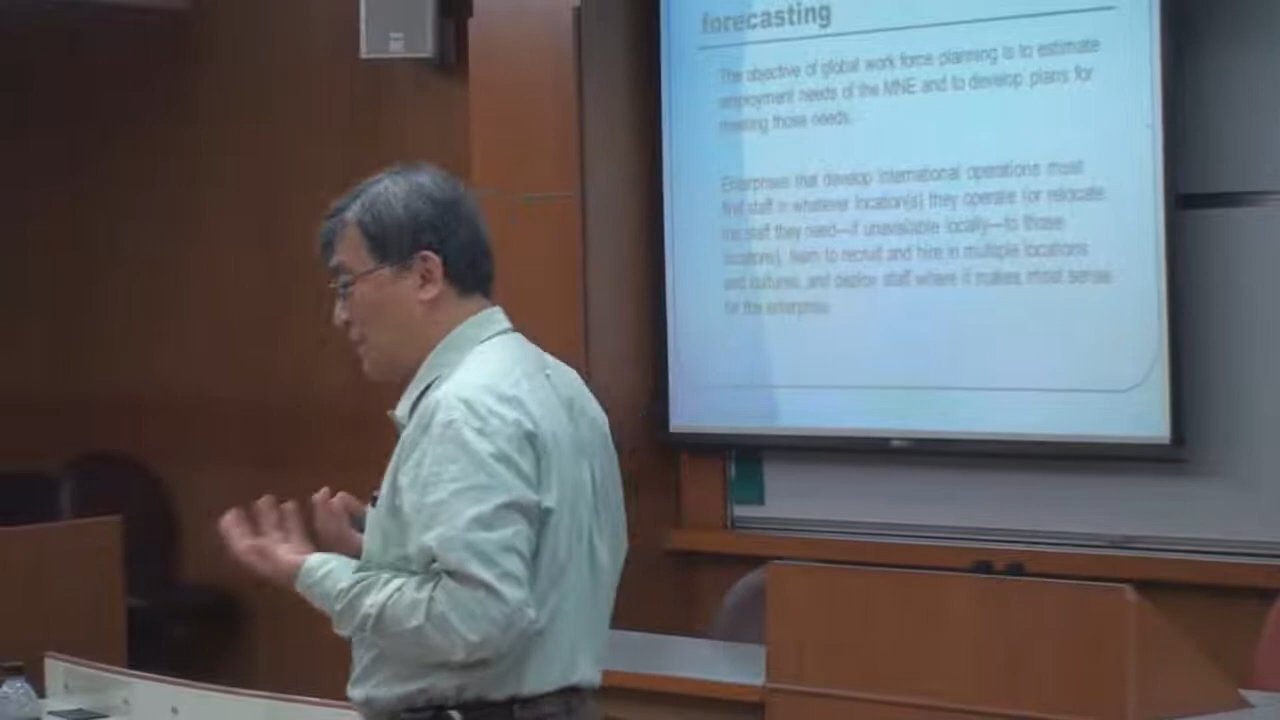 forecasting
The objective of global work force planning is to estimate
employment needs of the MNE and to develop plans for
meeting those needs.
Enterprises that develop international operations must
find staff in whatever location(s) they operate (or relocate
the staff they need—if unavailable locally—to those
locations), learn to recruit and hire in multiple locations
and cultures, and deploy staff where it makes most sense
for the enterprise.